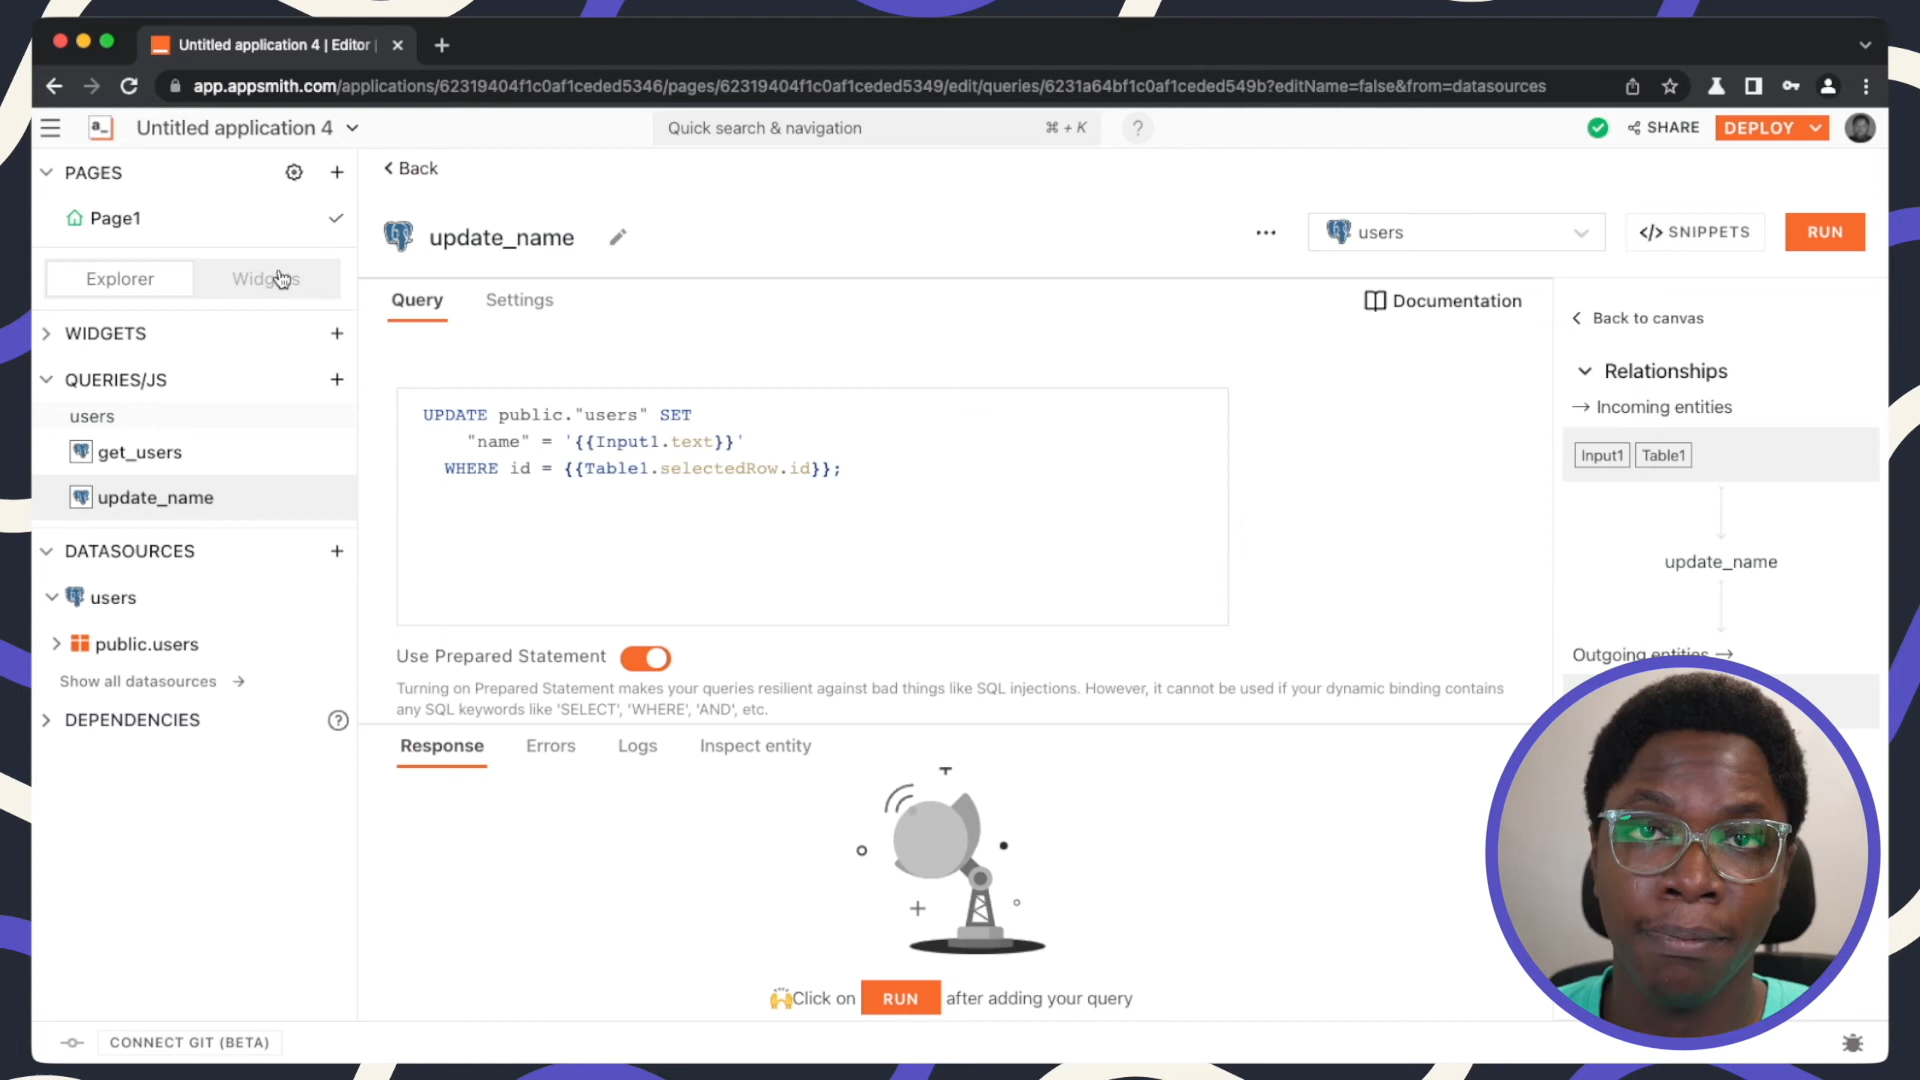 Untitled application 4 | Editor |
app.appsmith.com/applications/62319404f1c0af1ceded5346/pages/62319404f1c0af1ceded5349/edit/queries/6231a64bf1c0af1ceded549b?editName=false&from=datasources
a_ Untitled application 4
Quick search & navigation ⌘ + K ?
SHARE DEPLOY
PAGES
Page1
Explorer Widgets
WIDGETS
QUERIES/JS
users
get_users
update_name
DATASOURCES
users
public.users
Show all datasources →
DEPENDENCIES ?
CONNECT GIT (BETA)
Back
update_name
users
</> SNIPPETS
RUN
Query Settings
Documentation
UPDATE public."users" SET
"name" = '{{Input1.text}}'
WHERE id = {{Table1.selectedRow.id}};
Use Prepared Statement
Turning on Prepared Statement makes your queries resilient against bad things like SQL injections. However, it cannot be used if your dynamic binding contains
any SQL keywords like 'SELECT', 'WHERE', 'AND', etc.
Response Errors Logs Inspect entity
🙌Click on RUN after adding your query
Back to canvas
Relationships
→ Incoming entities
Input1 Table1
update_name
Outgoing entities →